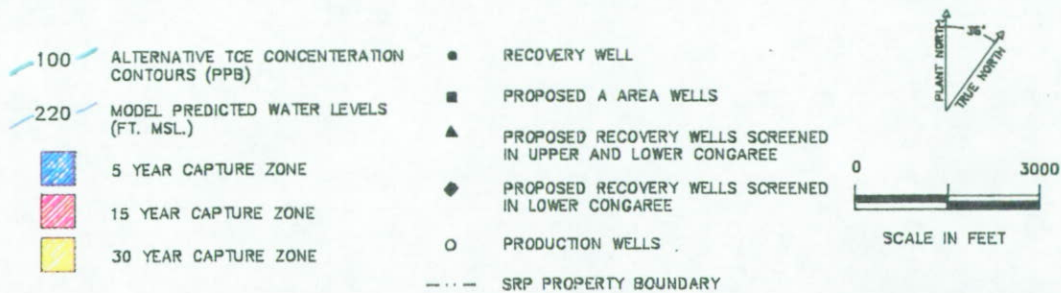 100
ALTERNATIVE TCE CONCENTERATION
CONTOURS (PPB)
220
MODEL PREDICTED WATER LEVELS
(FT. MSL.)
5 YEAR CAPTURE ZONE
15 YEAR CAPTURE ZONE
30 YEAR CAPTURE ZONE
RECOVERY WELL
PROPOSED A AREA WELLS
PROPOSED RECOVERY WELLS SCREENED
IN UPPER AND LOWER CONGAREE
PROPOSED RECOVERY WELLS SCREENED
IN LOWER CONGAREE
PRODUCTION WELLS
SRP PROPERTY BOUNDARY
PLANT NORTH
TRUE NORTH
0 3000
SCALE IN FEET